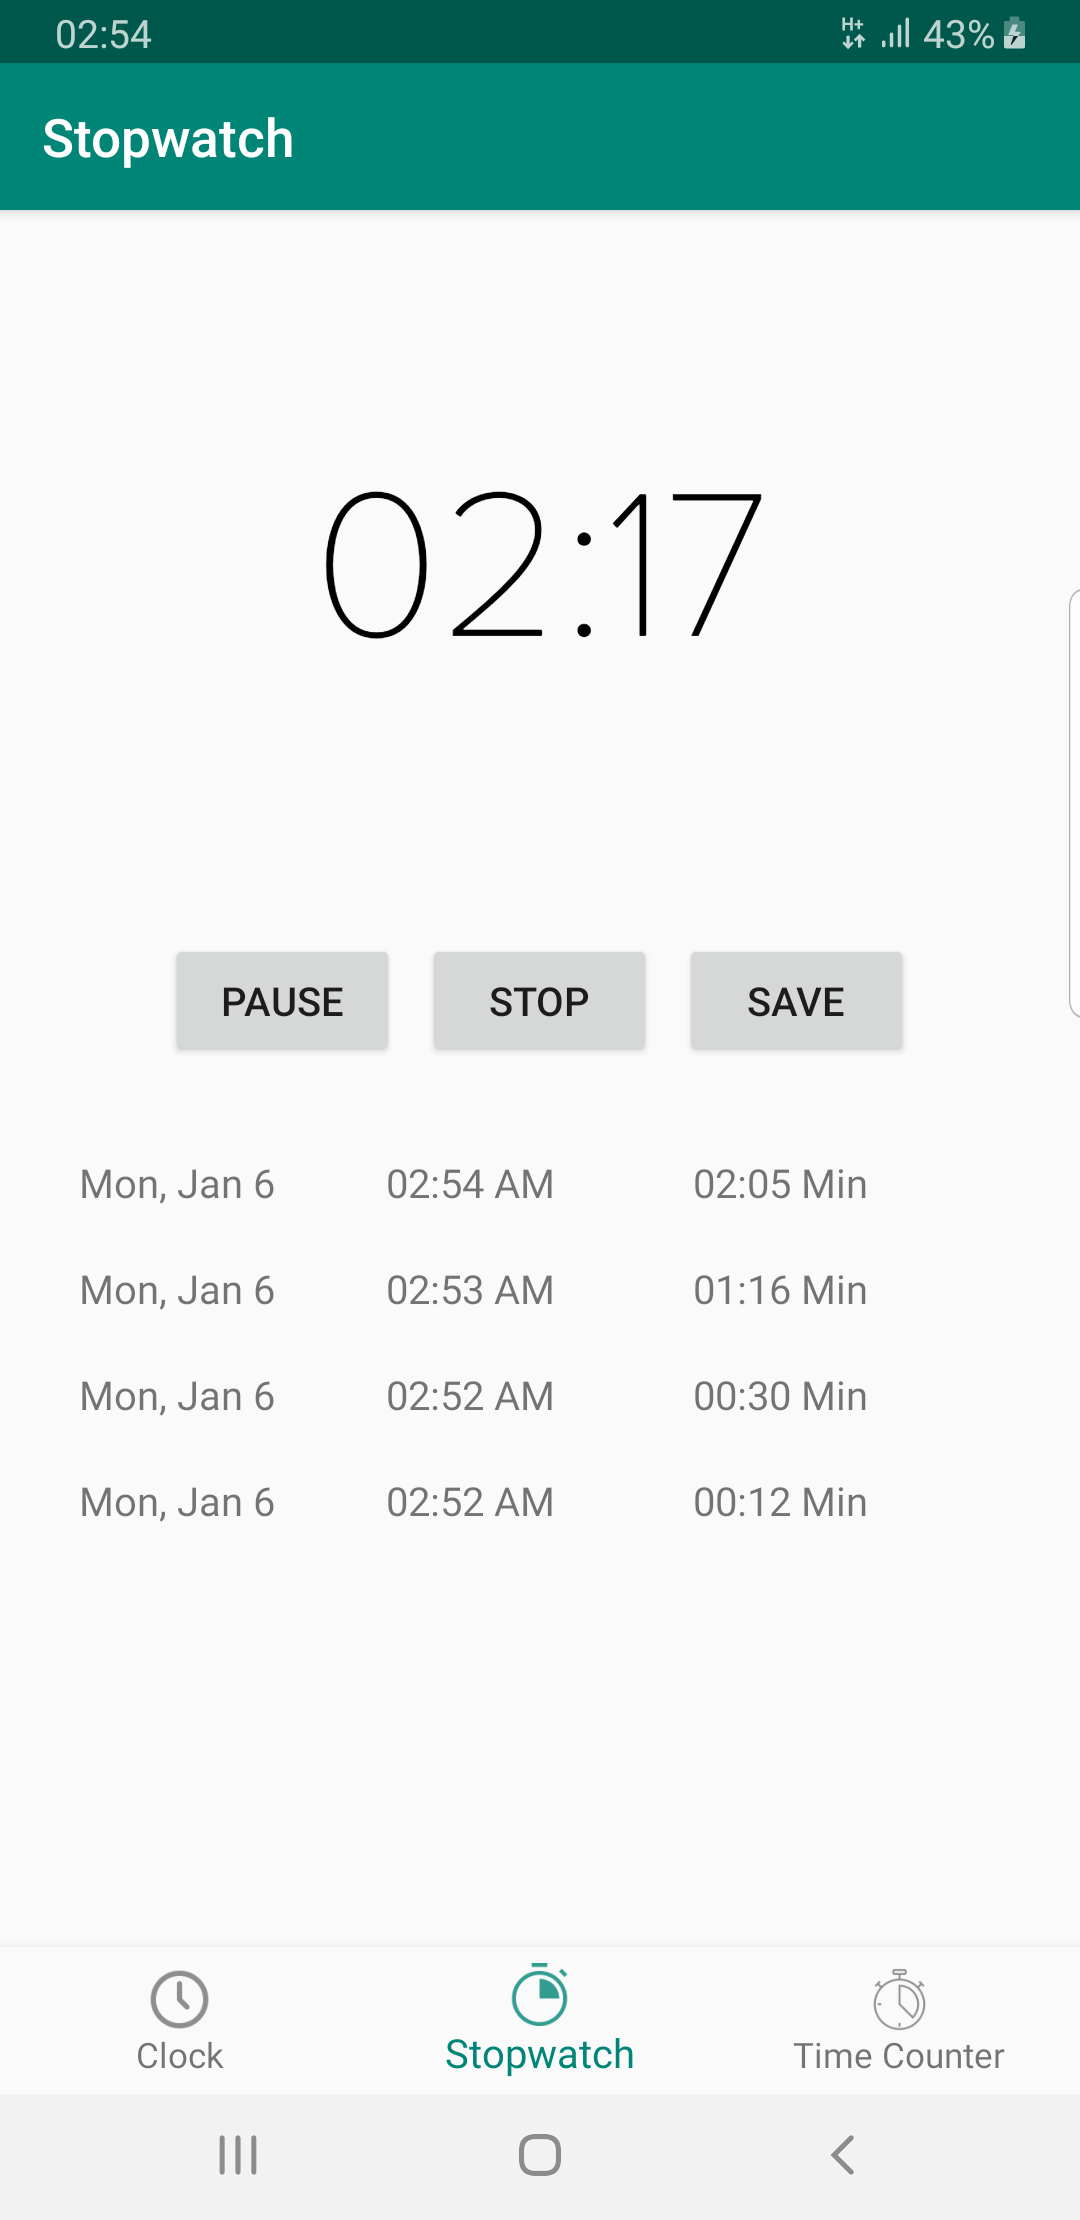 02:54 H+ 43%
Stopwatch
02:17
PAUSE STOP SAVE
Mon, Jan 6 02:54 AM 02:05 Min
Mon, Jan 6 02:53 AM 01:16 Min
Mon, Jan 6 02:52 AM 00:30 Min
Mon, Jan 6 02:52 AM 00:12 Min
Clock Stopwatch Time Counter